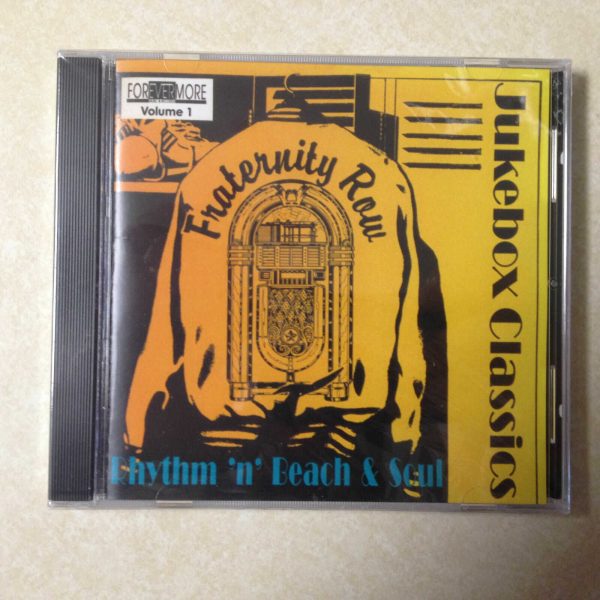 FOREVERMORE
Volume 1
Fraternity Row
Jukebox Classics
Rhythm 'n' Beach & Soul